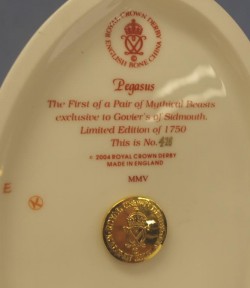 ROYAL CROWN DERBY
ENGLISH BONE CHINA
Pegasus
The First of a Pair of Mythical Beasts
exclusive to Govier's of Sidmouth.
Limited Edition of 1750
This is No.
© 2004 ROYAL CROWN DERBY
MADE IN ENGLAND
MMV
E
K